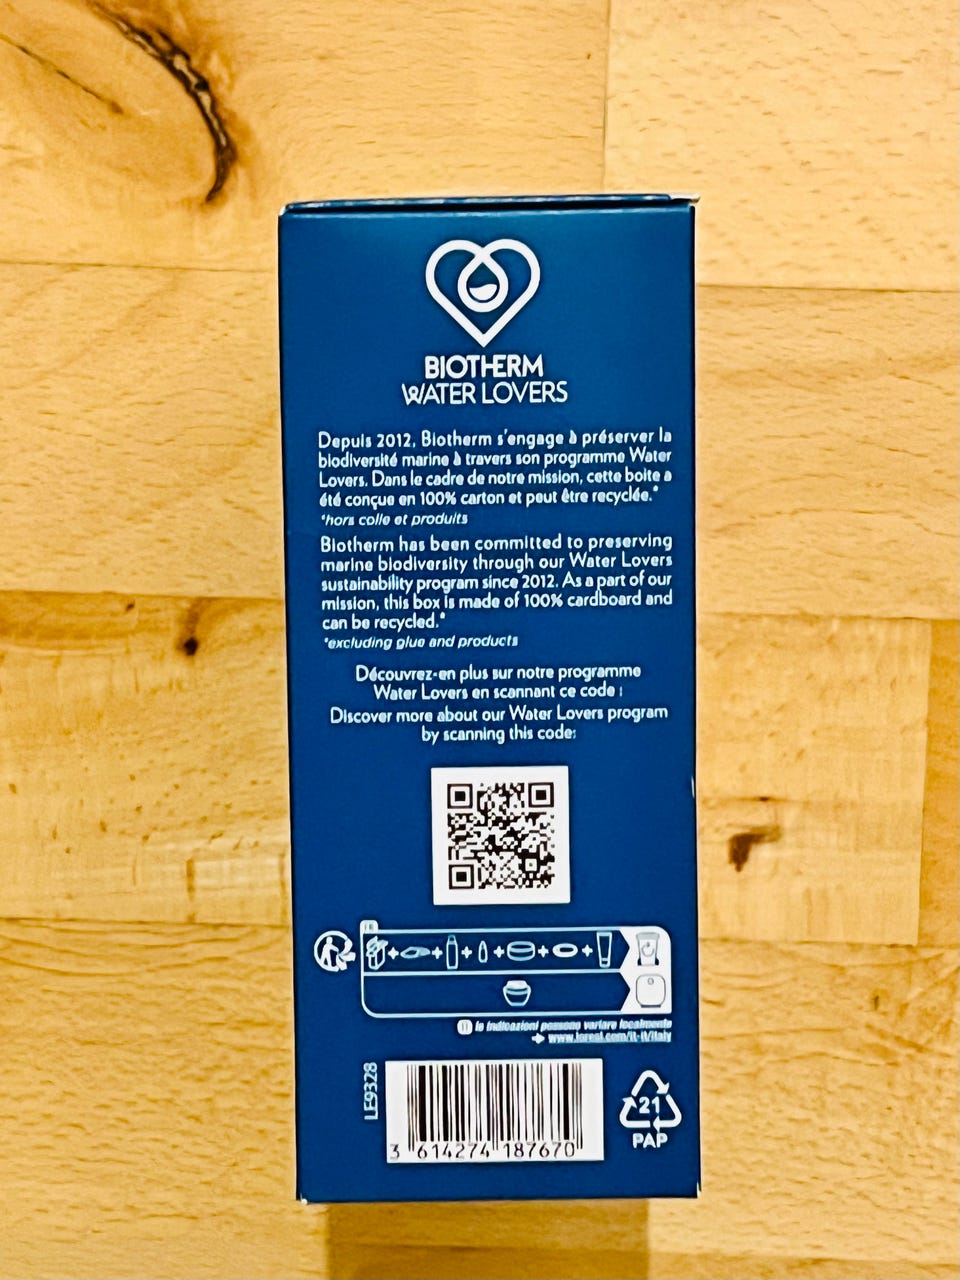 BIOTHERM
WATER LOVERS
Depuis 2012, Biotherm s'engage à préserver la
biodiversité marine à travers son programme Water
Lovers. Dans le cadre de notre mission, cette boite a
été conçue en 100% carton et peut être recyclée.*
*hors colle et produits
Biotherm has been committed to preserving
marine biodiversity through our Water Lovers
sustainability program since 2012. As a part of our
mission, this box is made of 100% cardboard and
can be recycled.*
*excluding glue and products
Découvrez-en plus sur notre programme
Water Lovers en scannant ce code :
Discover more about our Water Lovers program
by scanning this code:
FR
le indicazioni possono variare localmente
www.loreal.com/it-it/italy
LE9328
3 614274 187670
21
PAP